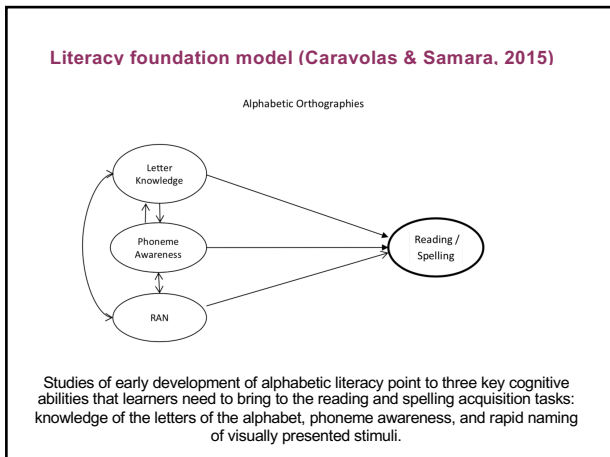 Literacy foundation model (Caravolas & Samara, 2015)
Alphabetic Orthographies
Letter
Knowledge
Phoneme
Awareness
RAN
Reading /
Spelling
Studies of early development of alphabetic literacy point to three key cognitive
abilities that learners need to bring to the reading and spelling acquisition tasks:
knowledge of the letters of the alphabet, phoneme awareness, and rapid naming
of visually presented stimuli.